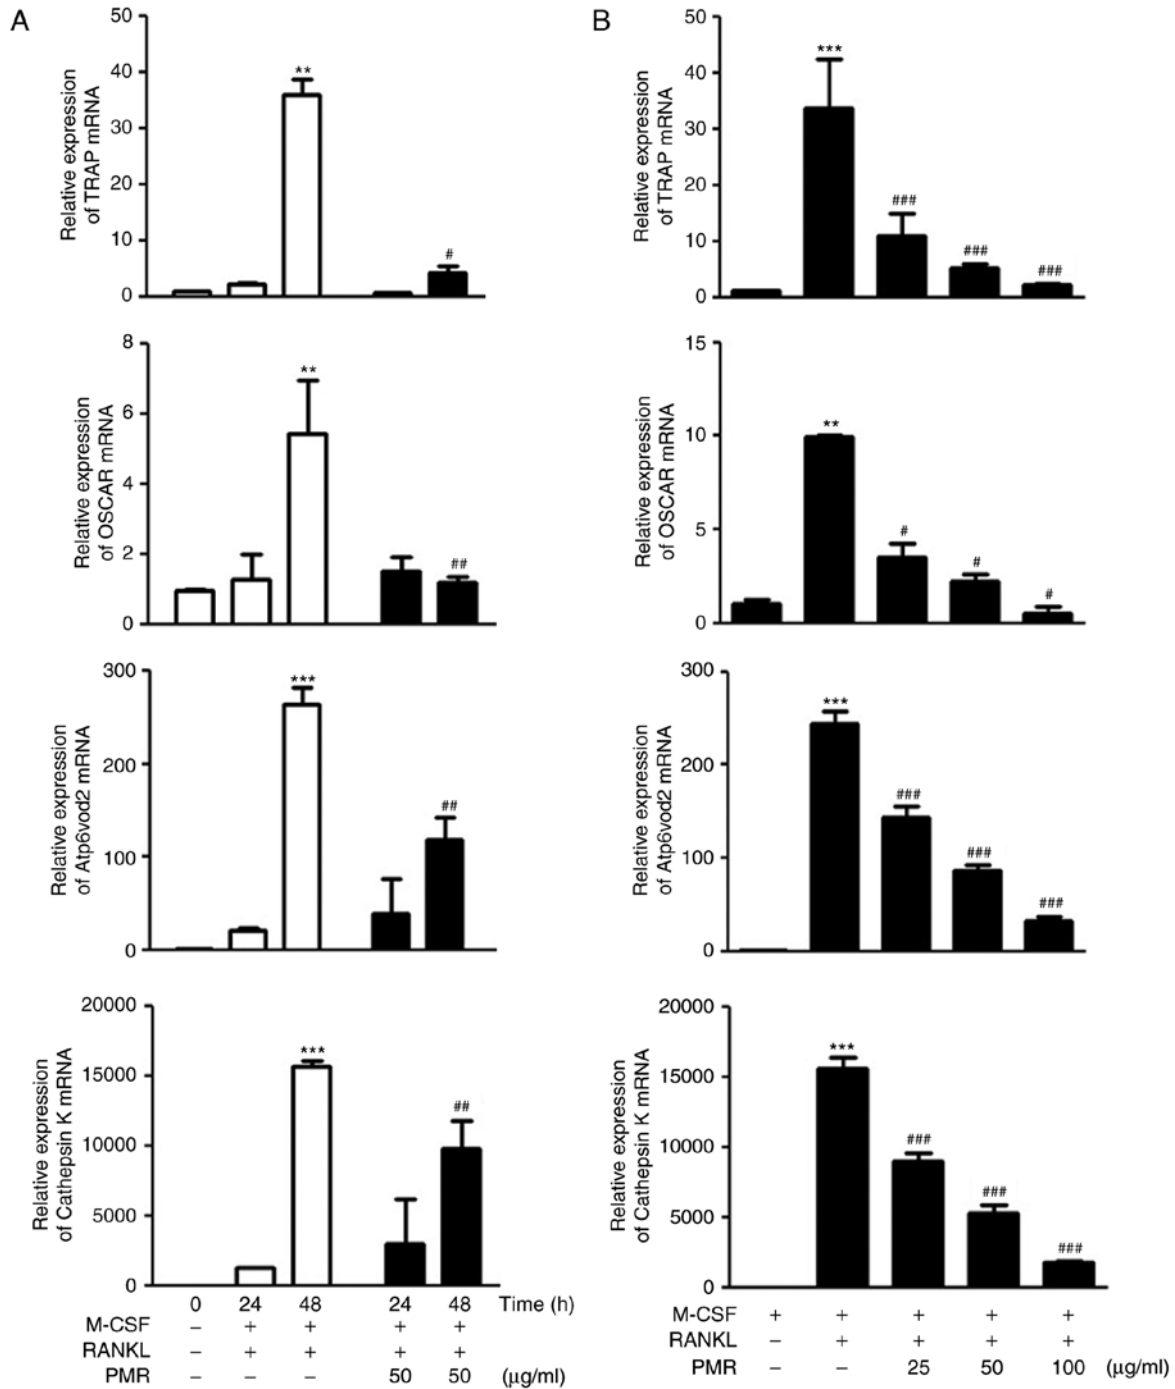 A
B
50
40
30
20
10
0
Relative expression
of TRAP mRNA
**
#
50
40
30
20
10
0
Relative expression
of TRAP mRNA
***
###
###
###
8
6
4
2
0
Relative expression
of OSCAR mRNA
**
##
15
10
5
0
Relative expression
of OSCAR mRNA
**
#
#
#
300
200
100
0
Relative expression
of Atp6vod2 mRNA
***
##
300
200
100
0
Relative expression
of Atp6vod2 mRNA
***
###
###
###
20000
15000
10000
5000
0
Relative expression
of Cathepsin K mRNA
***
##
0 24 48 24 48 Time (h)
M-CSF – + + + +
RANKL – + + + +
PMR – – – 50 50 (μg/ml)
20000
15000
10000
5000
0
Relative expression
of Cathepsin K mRNA
***
###
###
###
M-CSF + + + + +
RANKL – + + + +
PMR – – 25 50 100 (μg/ml)